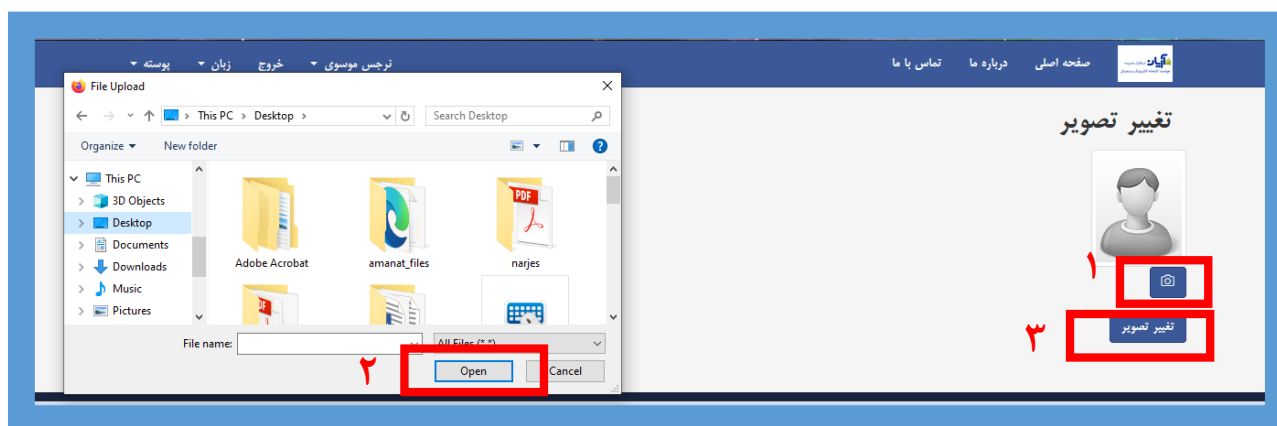 صفحه اصلی درباره ما تماس با ما نرجس موسوی خروج زبان پوسته
تغییر تصویر
۱
تغییر تصویر
۳
File Upload
This PC > Desktop >
Search Desktop
Organize New folder
This PC
3D Objects
Desktop
Documents
Downloads
Music
Pictures
Adobe Acrobat amanat_files narjes
File name:
All Files (*.*)
۲
Open Cancel